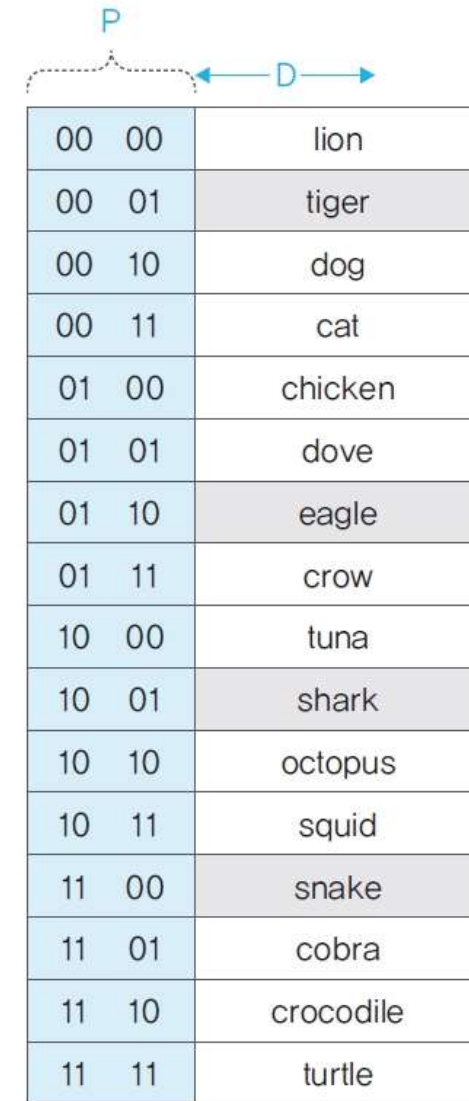 P
D
00 00 lion
00 01 tiger
00 10 dog
00 11 cat
01 00 chicken
01 01 dove
01 10 eagle
01 11 crow
10 00 tuna
10 01 shark
10 10 octopus
10 11 squid
11 00 snake
11 01 cobra
11 10 crocodile
11 11 turtle